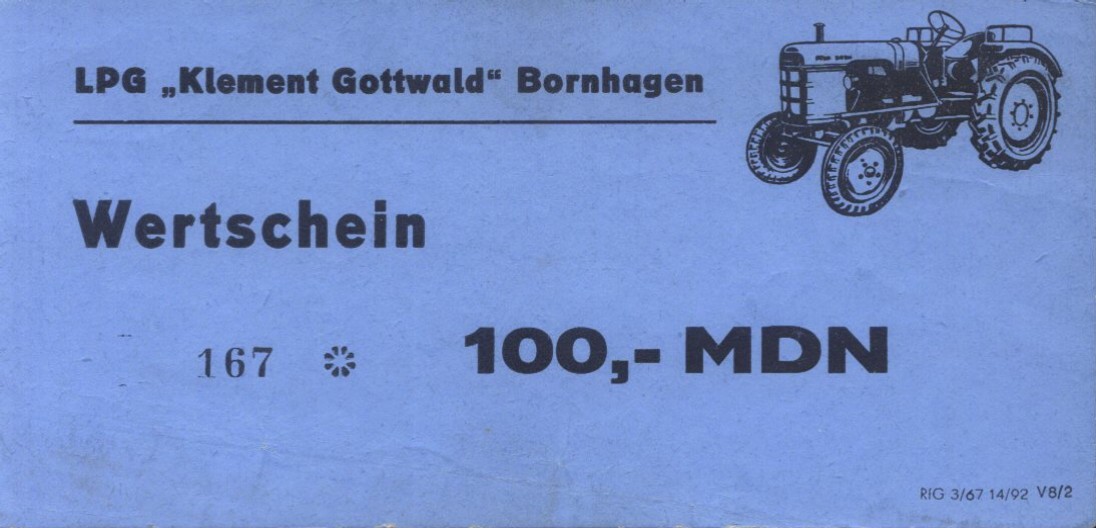 LPG „Klement Gottwald“ Bornhagen
Wertschein
167 *
100,- MDN
RIG 3/67 14/92 V8/2